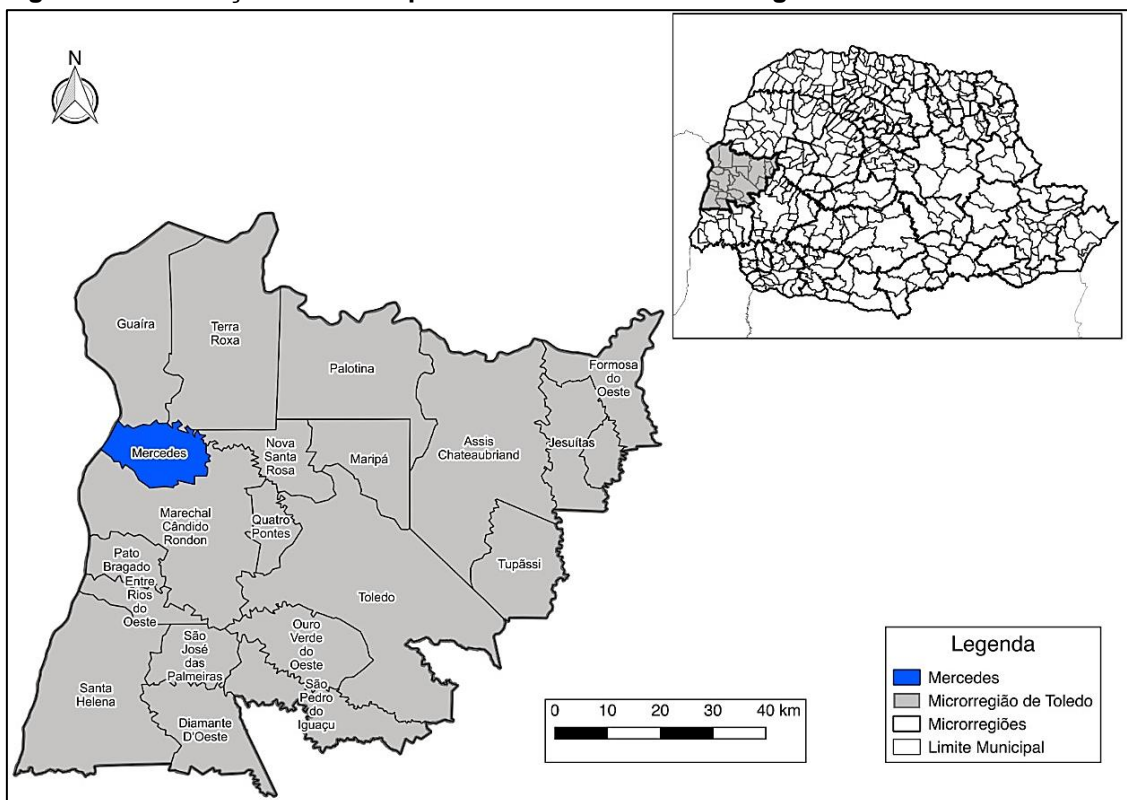 N
Guaíra
Terra
Roxa
Palotina
Formosa
do
Oeste
Mercedes
Nova
Santa
Rosa
Maripá
Assis
Chateaubriand
Jesuítas
Marechal
Cândido
Rondon
Quatro
Pontes
Pato
Bragado
Entre
Rios
do
Oeste
Toledo
Tupãssi
São
José
das
Palmeiras
Ouro
Verde
do
Oeste
Santa
Helena
São
Pedro
do
Iguaçu
Diamante
D'Oeste
0 10 20 30 40 km
Legenda
Mercedes
Microrregião de Toledo
Microrregiões
Limite Municipal